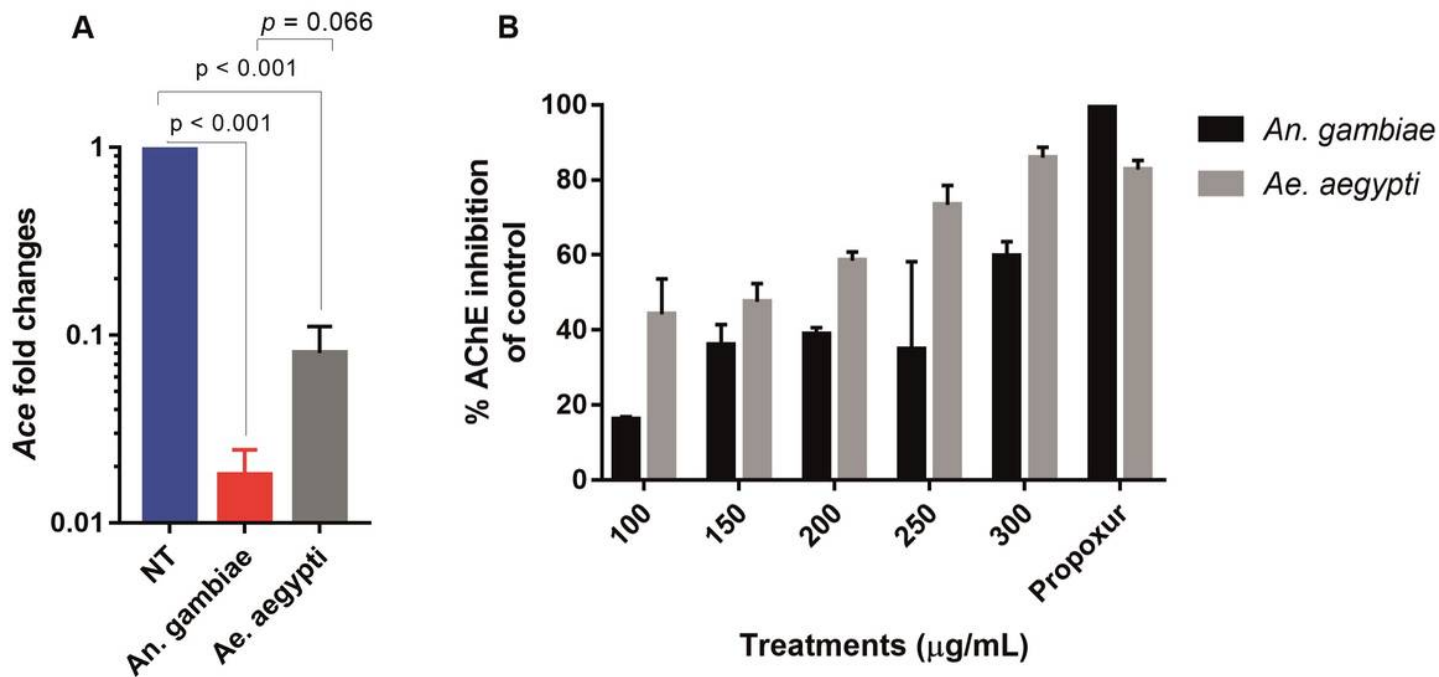 A
p = 0.066
p < 0.001
p < 0.001
1
0.1
0.01
Ace fold changes
NT
An. gambiae
Ae. aegypti
B
100
80
60
40
20
0
% AChE inhibition
of control
100
150
200
250
300
Propoxur
Treatments (μg/mL)
An. gambiae
Ae. aegypti